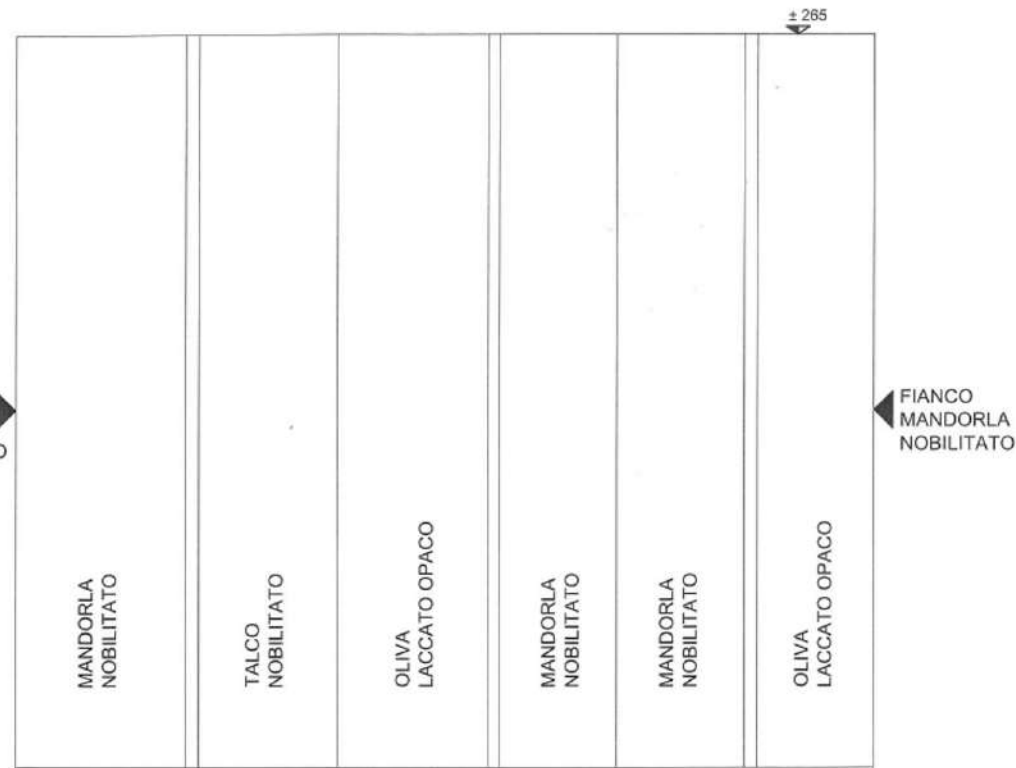 ± 265
FIANCO
MANDORLA
NOBILITATO
MANDORLA
NOBILITATO
TALCO
NOBILITATO
OLIVA
LACCATO OPACO
MANDORLA
NOBILITATO
MANDORLA
NOBILITATO
OLIVA
LACCATO OPACO